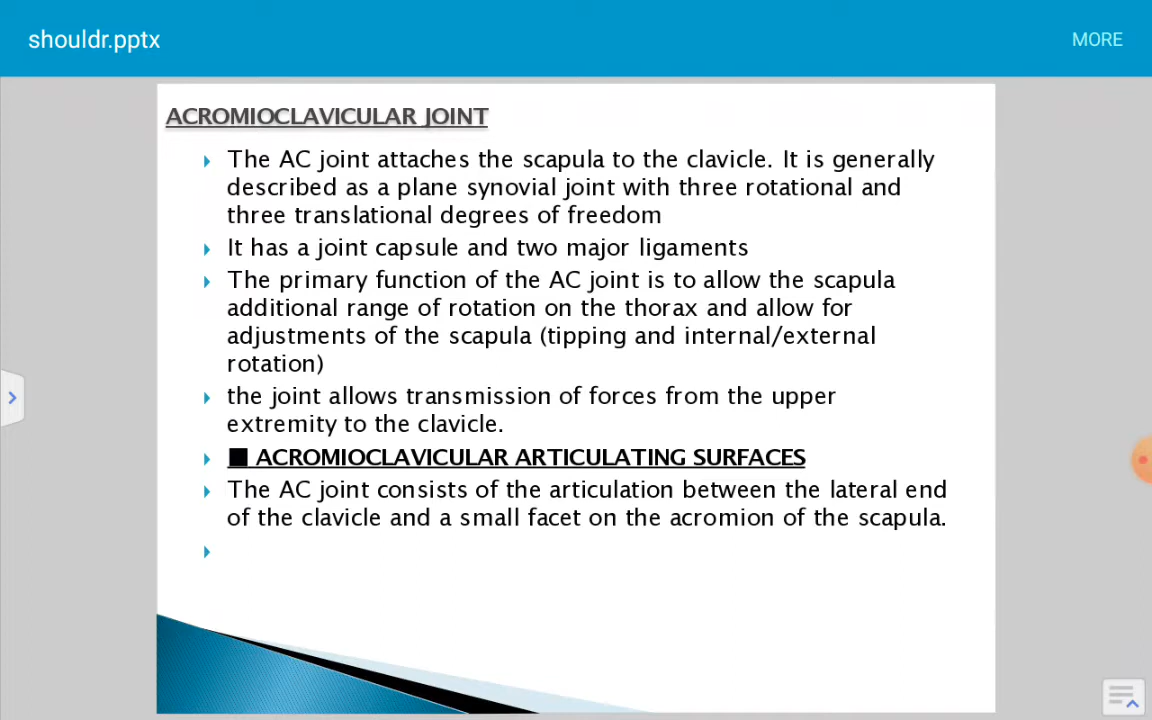 shouldr.pptx
MORE
ACROMIOCLAVICULAR JOINT
The AC joint attaches the scapula to the clavicle. It is generally
described as a plane synovial joint with three rotational and
three translational degrees of freedom
It has a joint capsule and two major ligaments
The primary function of the AC joint is to allow the scapula
additional range of rotation on the thorax and allow for
adjustments of the scapula (tipping and internal/external
rotation)
the joint allows transmission of forces from the upper
extremity to the clavicle.
■ ACROMIOCLAVICULAR ARTICULATING SURFACES
The AC joint consists of the articulation between the lateral end
of the clavicle and a small facet on the acromion of the scapula.